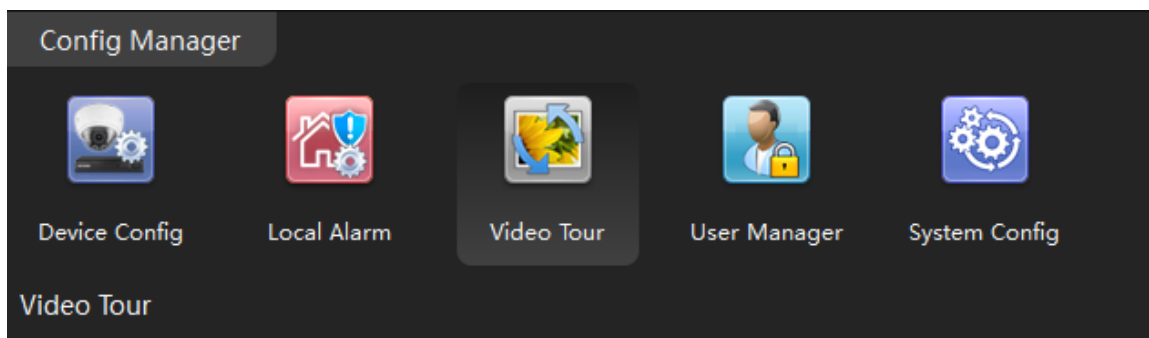 Config Manager
Device Config Local Alarm Video Tour User Manager System Config
Video Tour